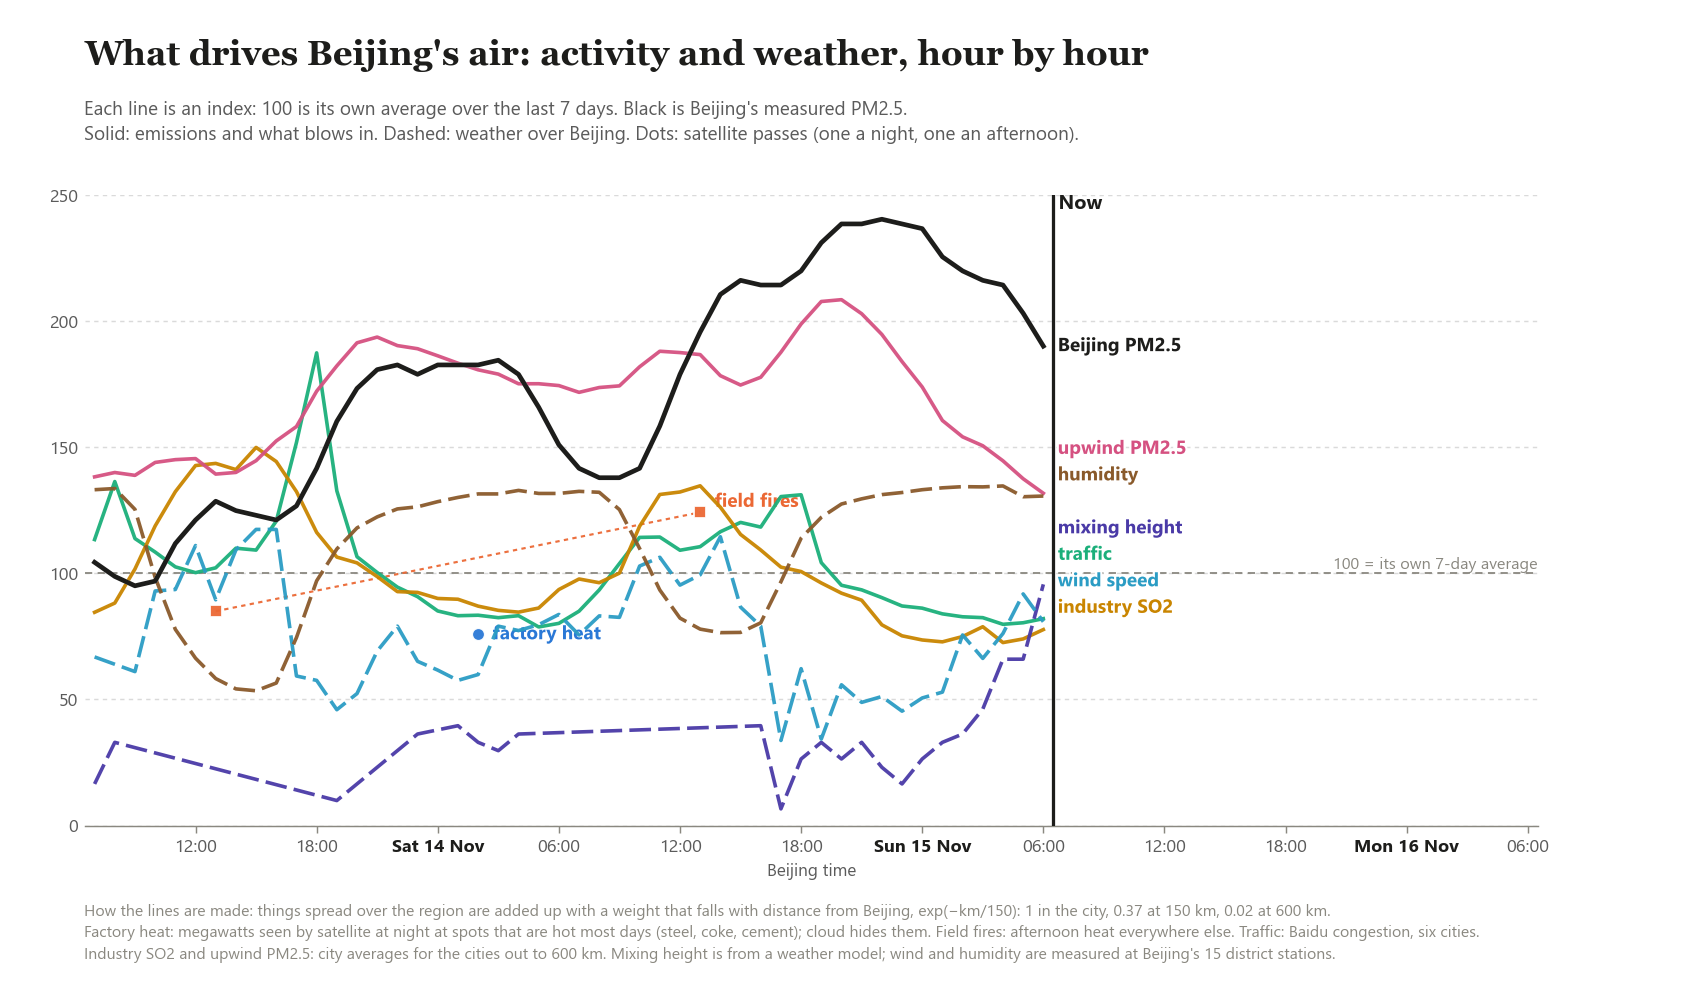 What drives Beijing's air: activity and weather, hour by hour
Each line is an index: 100 is its own average over the last 7 days. Black is Beijing's measured PM2.5.
Solid: emissions and what blows in. Dashed: weather over Beijing. Dots: satellite passes (one a night, one an afternoon).
250
Now
200
Beijing PM2.5
150
upwind PM2.5
humidity
field fires
mixing height
traffic
100
100 = its own 7-day average
wind speed
industry SO2
factory heat
50
0
12:00 18:00 Sat 14 Nov 06:00 12:00 18:00 Sun 15 Nov 06:00 12:00 18:00 Mon 16 Nov 06:00
Beijing time
How the lines are made: things spread over the region are added up with a weight that falls with distance from Beijing, exp(−km/150): 1 in the city, 0.37 at 150 km, 0.02 at 600 km.
Factory heat: megawatts seen by satellite at night at spots that are hot most days (steel, coke, cement); cloud hides them. Field fires: afternoon heat everywhere else. Traffic: Baidu congestion, six cities.
Industry SO2 and upwind PM2.5: city averages for the cities out to 600 km. Mixing height is from a weather model; wind and humidity are measured at Beijing's 15 district stations.